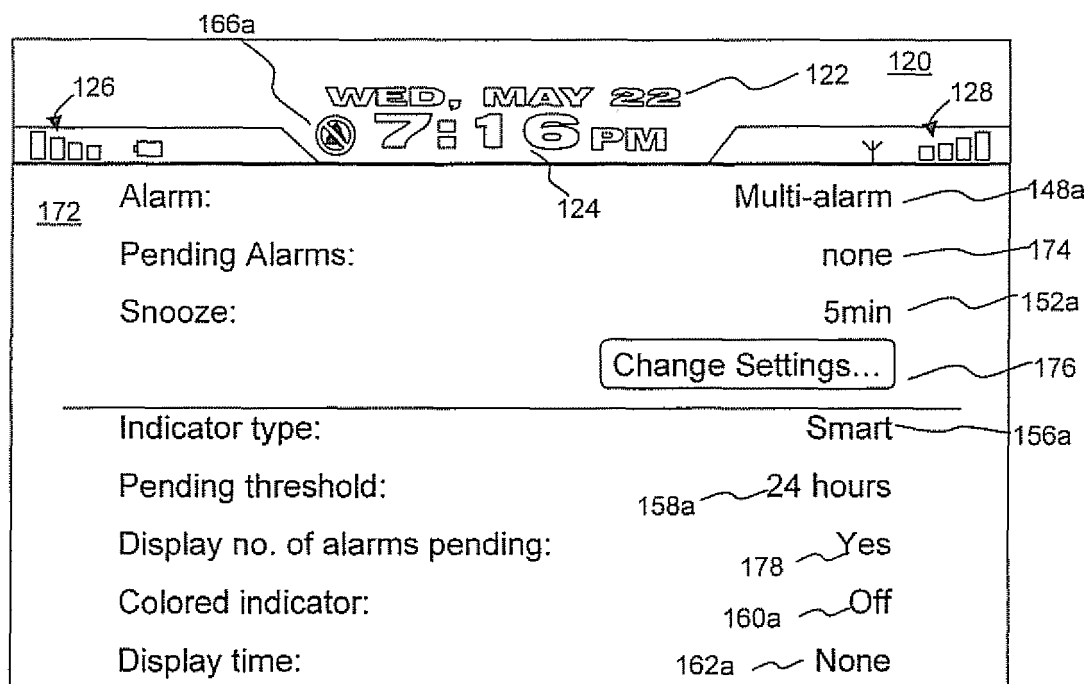 166a
120
126
WED, MAY 22
122
128
7:16 PM
124
172
Alarm: Multi-alarm 148a
Pending Alarms: none 174
Snooze: 5min 152a
Change Settings... 176
Indicator type: Smart 156a
Pending threshold: 158a 24 hours
Display no. of alarms pending: 178 Yes
Colored indicator: 160a Off
Display time: 162a None